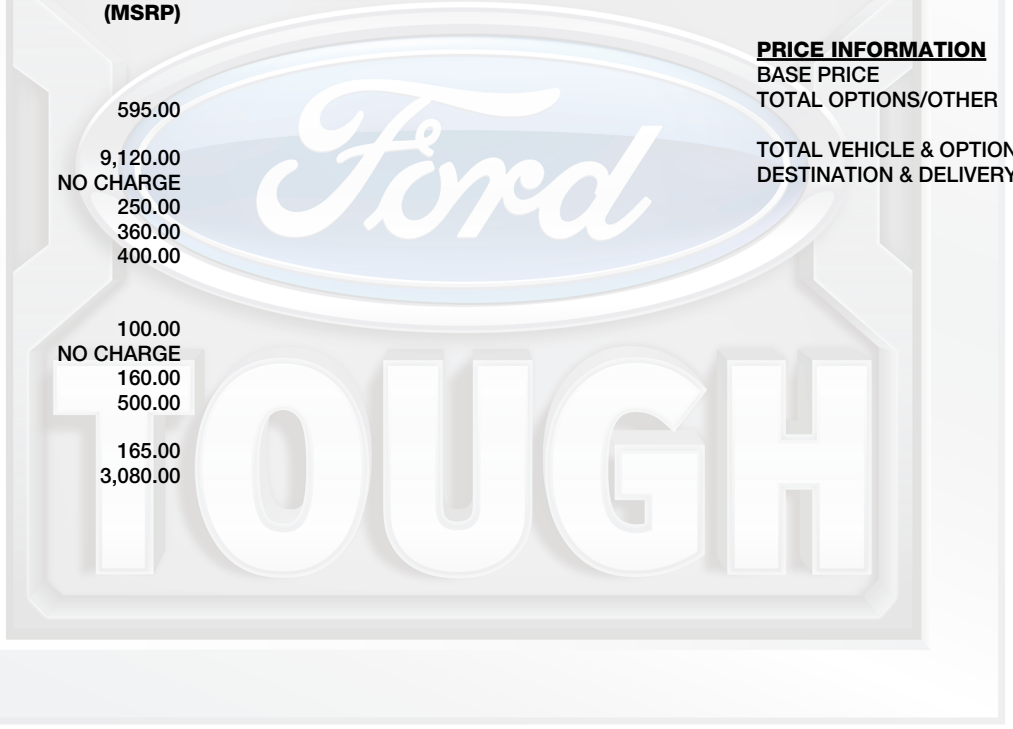 (MSRP)
595.00
9,120.00
NO CHARGE
250.00
360.00
400.00
100.00
NO CHARGE
160.00
500.00
165.00
3,080.00
PRICE INFORMATION
BASE PRICE
TOTAL OPTIONS/OTHER
TOTAL VEHICLE & OPTION
DESTINATION & DELIVERY
Ford
TOUGH